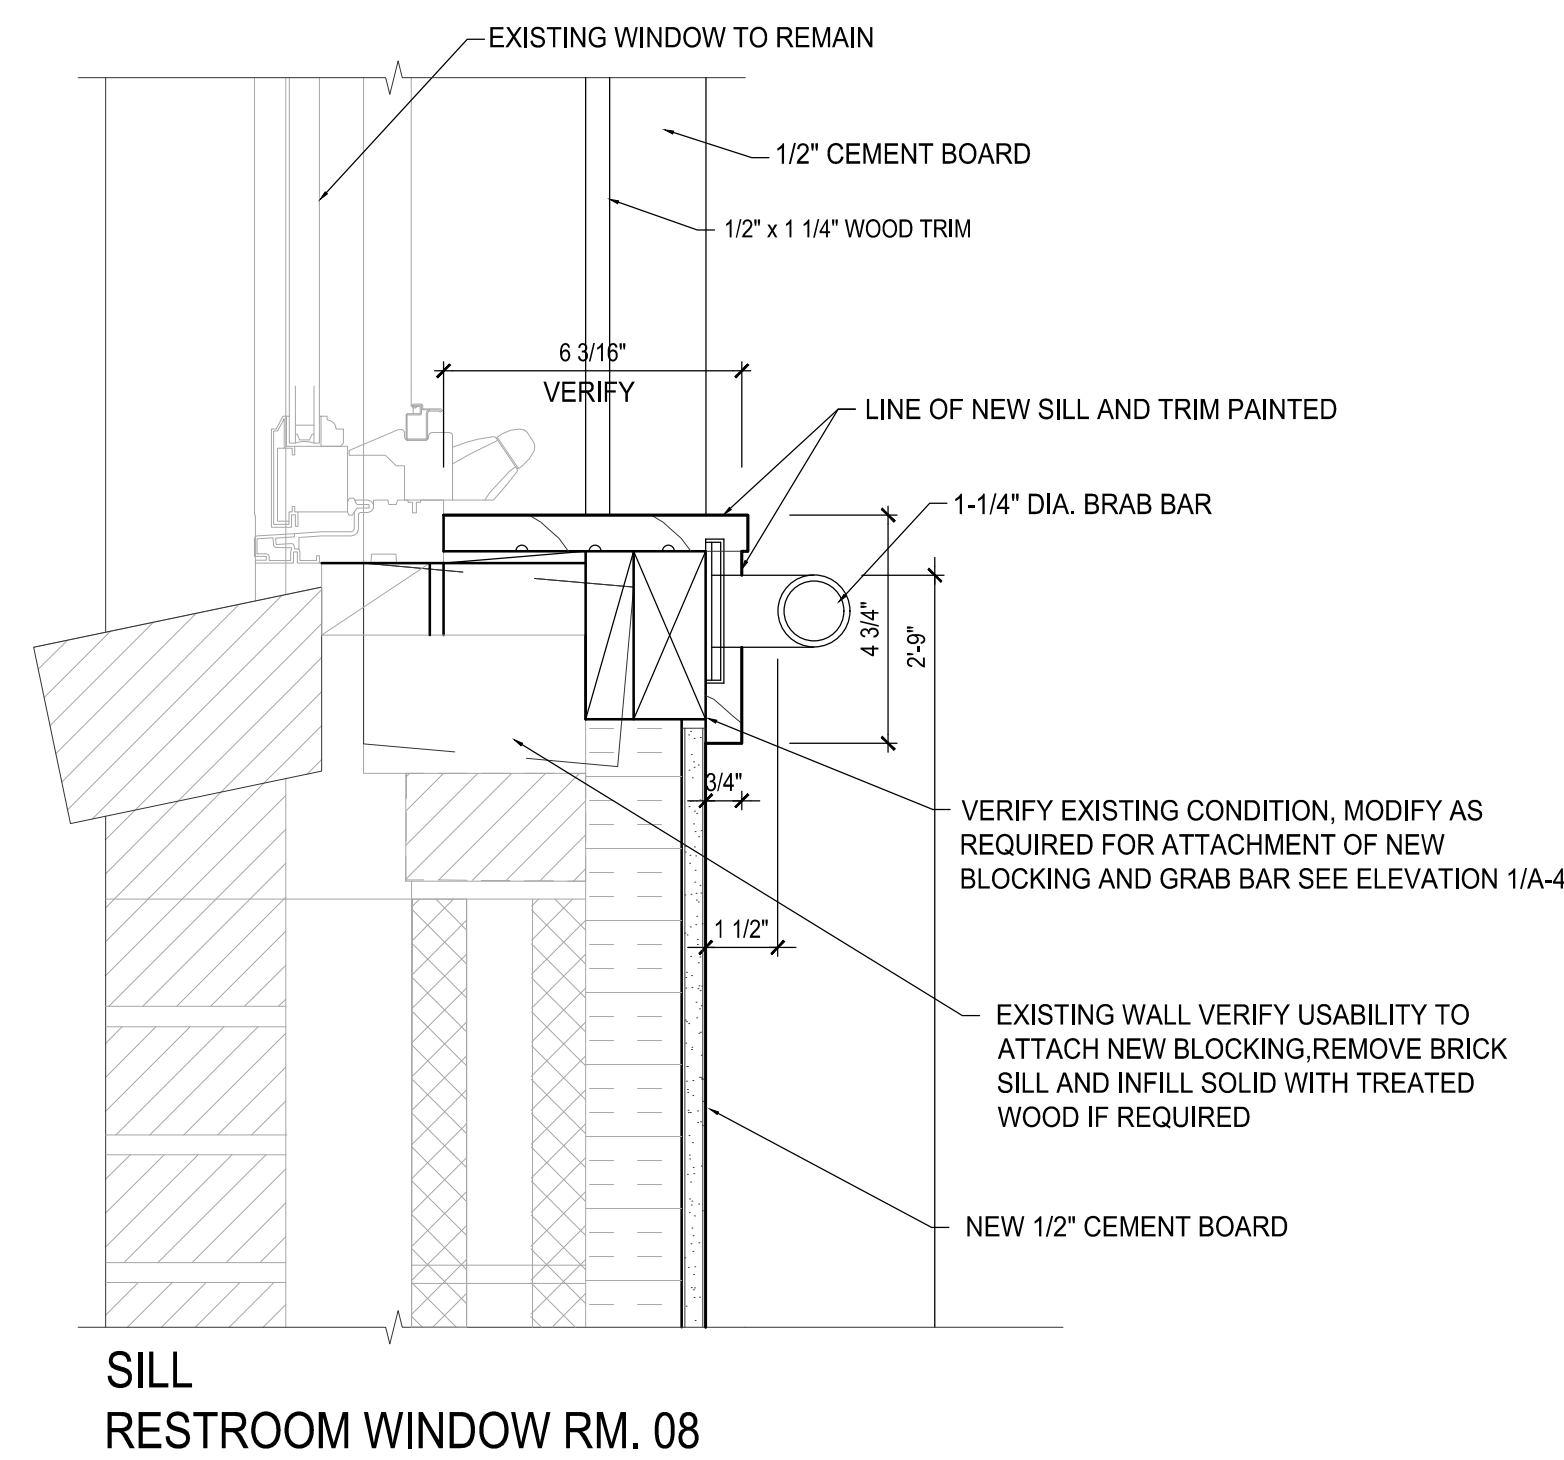 EXISTING WINDOW TO REMAIN
1/2" CEMENT BOARD
1/2" x 1 1/4" WOOD TRIM
6 3/16"
VERIFY
LINE OF NEW SILL AND TRIM PAINTED
1-1/4" DIA. BRAB BAR
4 3/4"
2'-9"
3/4"
VERIFY EXISTING CONDITION, MODIFY AS
REQUIRED FOR ATTACHMENT OF NEW
BLOCKING AND GRAB BAR SEE ELEVATION 1/A-4
1 1/2"
EXISTING WALL VERIFY USABILITY TO
ATTACH NEW BLOCKING,REMOVE BRICK
SILL AND INFILL SOLID WITH TREATED
WOOD IF REQUIRED
NEW 1/2" CEMENT BOARD
SILL
RESTROOM WINDOW RM. 08